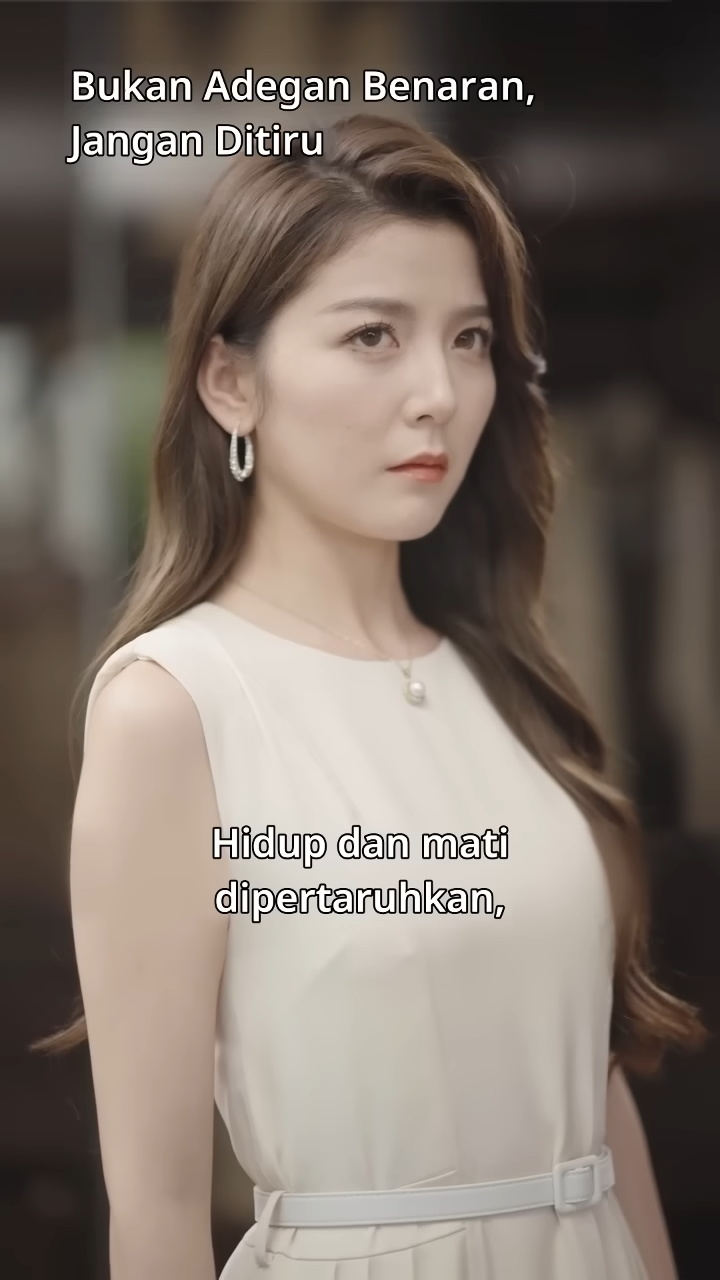 Bukan Adegan Benaran,
Jangan Ditiru
Hidup dan mati
dipertaruhkan,